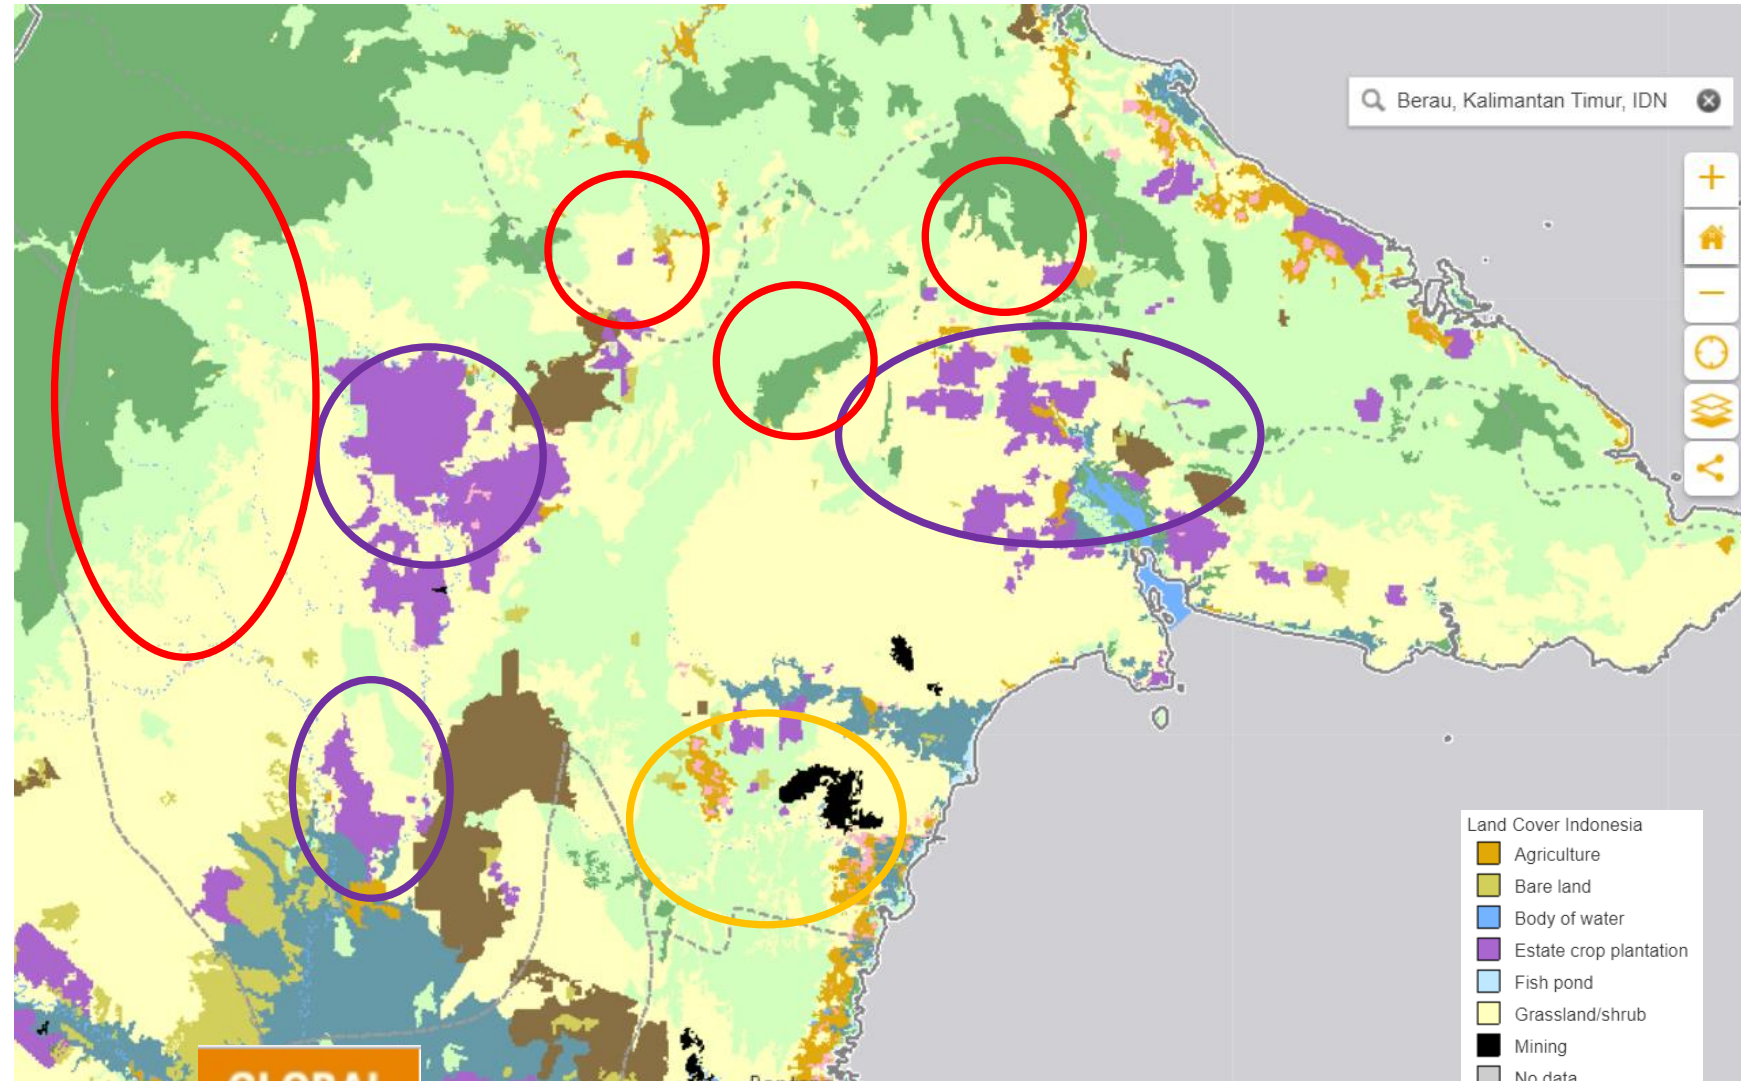 Berau, Kalimantan Timur, IDN
Land Cover Indonesia
Agriculture
Bare land
Body of water
Estate crop plantation
Fish pond
Grassland/shrub
Mining
No data
GLOBAL